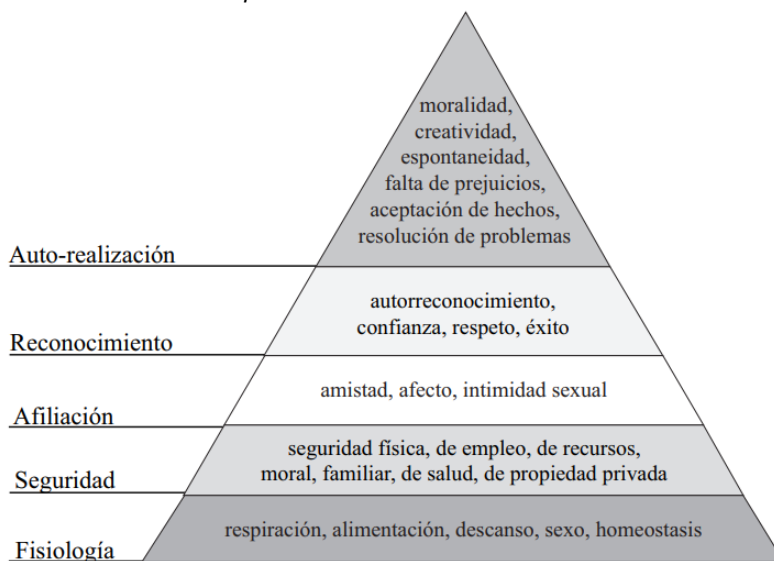 moralidad,
creatividad,
espontaneidad,
falta de prejuicios,
aceptación de hechos,
resolución de problemas
Auto-realización
autorreconocimiento,
confianza, respeto, éxito
Reconocimiento
amistad, afecto, intimidad sexual
Afiliación
seguridad física, de empleo, de recursos,
moral, familiar, de salud, de propiedad privada
Seguridad
respiración, alimentación, descanso, sexo, homeostasis
Fisiología